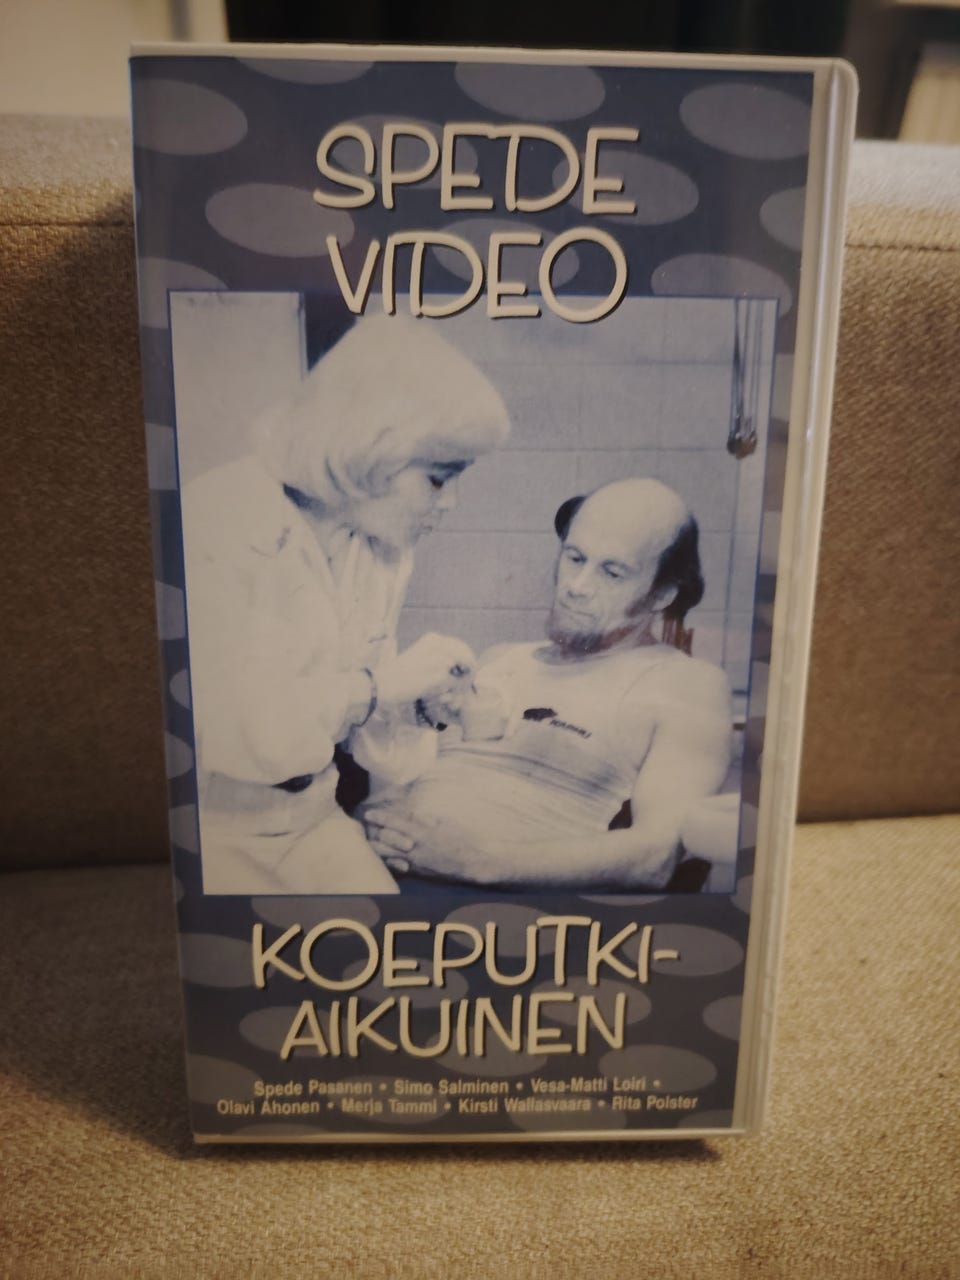 SPEDE
VIDEO
KOEPUTKI-
AIKUINEN
Spede Pasanen • Simo Salminen • Vesa-Matti Loiri •
Olavi Ahonen • Merja Tammi • Kirsti Wallasvaara • Rita Polster